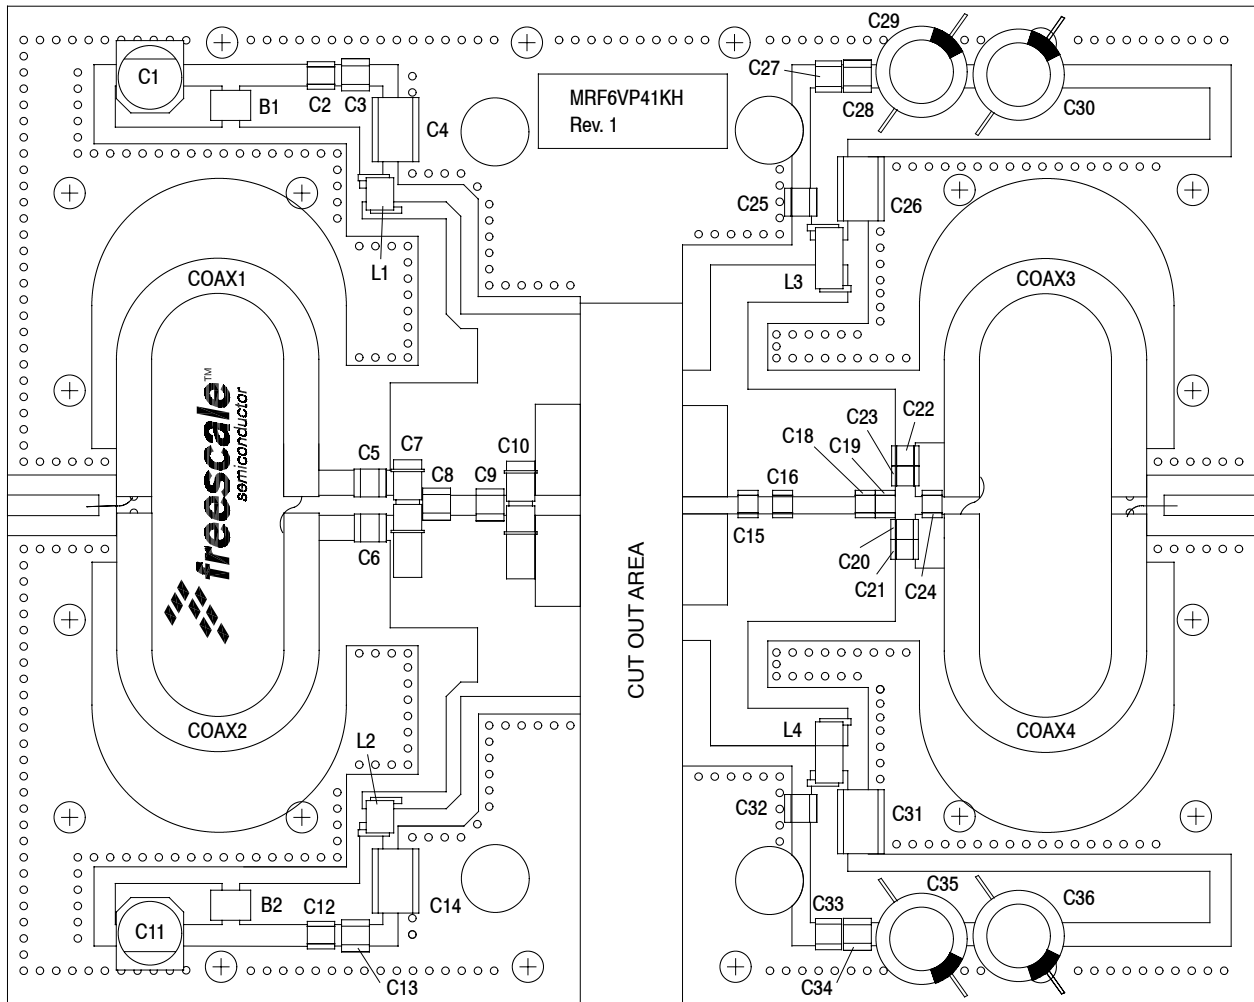 C29
C1
B1
C2
C3
C4
MRF6VP41KH
Rev. 1
C27
C28
C30
C25
C26
L1
L3
COAX1
COAX3
freescale™
semiconductor
C5
C7
C8
C9
C10
C6
C18
C19
C23
C22
C16
C15
C20
C21
C24
CUT OUT AREA
COAX2
COAX4
L2
L4
C32
C31
B2
C12
C14
C11
C13
C33
C34
C35
C36